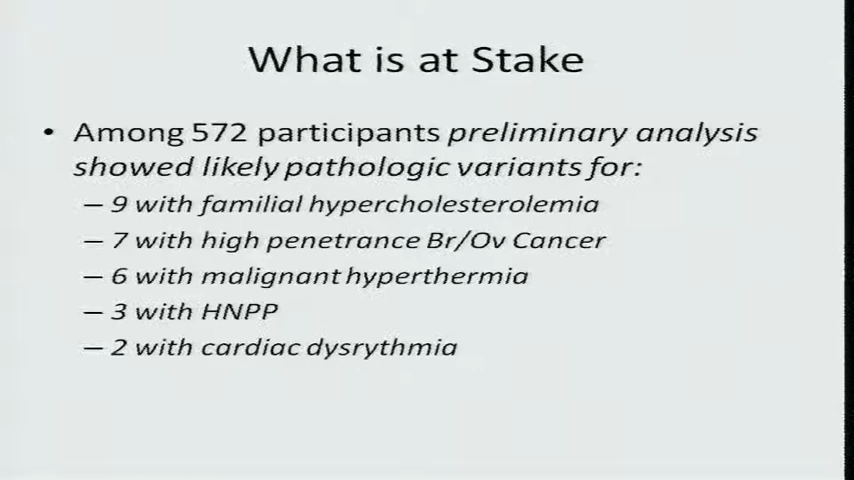 What is at Stake
• Among 572 participants preliminary analysis
showed likely pathologic variants for:
– 9 with familial hypercholesterolemia
– 7 with high penetrance Br/Ov Cancer
– 6 with malignant hyperthermia
– 3 with HNPP
– 2 with cardiac dysrythmia